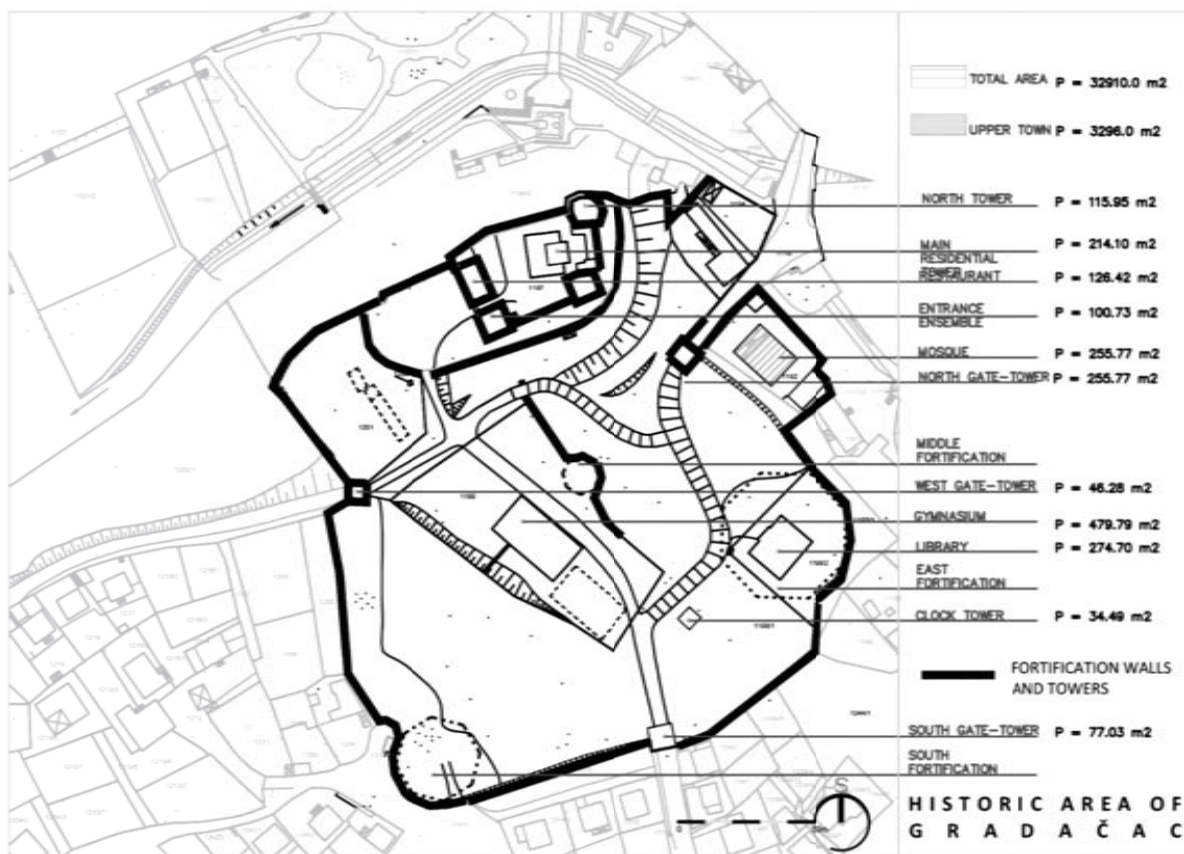 TOTAL AREA P = 32910.0 m2
UPPER TOWN P = 3296.0 m2
NORTH TOWER P = 115.95 m2
MAIN P = 214.10 m2
RESIDENTIAL
TOWER
RESTAURANT P = 126.42 m2
ENTRANCE P = 100.73 m2
ENSEMBLE
MOSQUE P = 255.77 m2
NORTH GATE-TOWER P = 255.77 m2
MIDDLE
FORTIFICATION
WEST GATE-TOWER P = 46.28 m2
GYMNASIUM P = 479.79 m2
LIBRARY P = 274.70 m2
EAST
FORTIFICATION
CLOCK TOWER P = 34.49 m2
FORTIFICATION WALLS
AND TOWERS
SOUTH GATE-TOWER P = 77.03 m2
SOUTH
FORTIFICATION
S
0
HISTORIC AREA OF
GRADAČAC